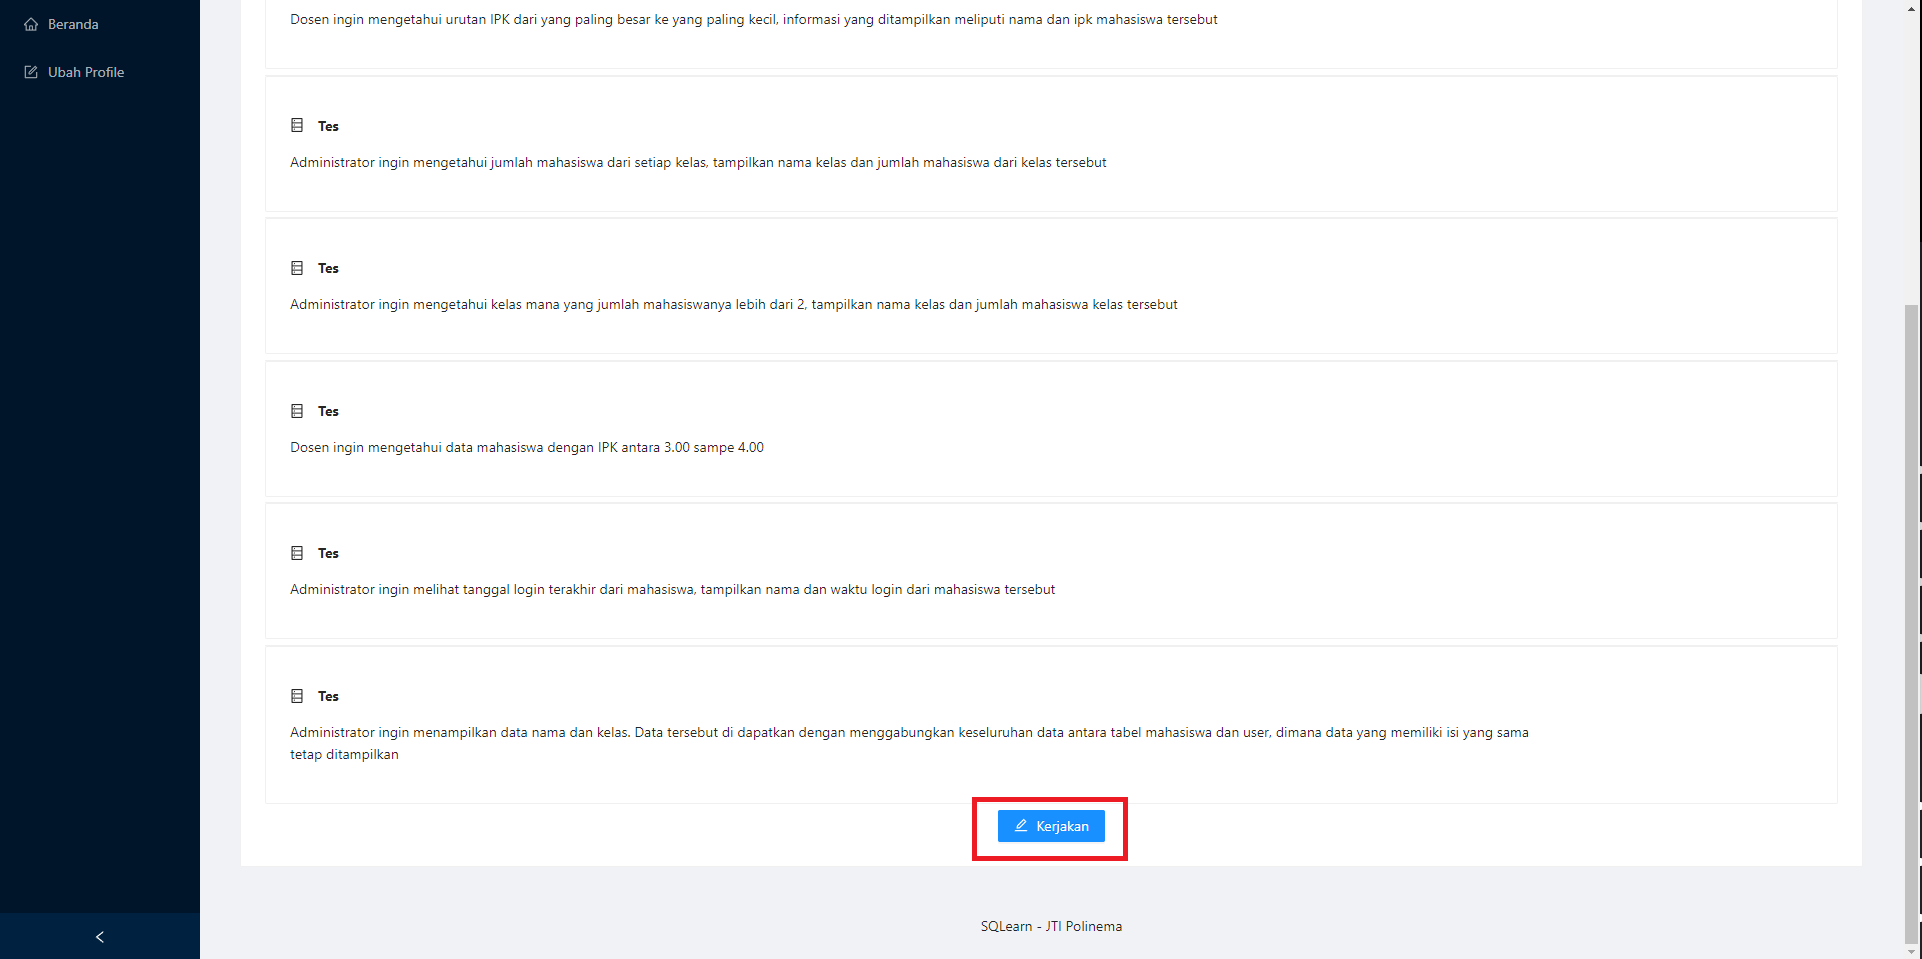 Beranda
Ubah Profile
Dosen ingin mengetahui urutan IPK dari yang paling besar ke yang paling kecil, informasi yang ditampilkan meliputi nama dan ipk mahasiswa tersebut
Tes
Administrator ingin mengetahui jumlah mahasiswa dari setiap kelas, tampilkan nama kelas dan jumlah mahasiswa dari kelas tersebut
Tes
Administrator ingin mengetahui kelas mana yang jumlah mahasiswanya lebih dari 2, tampilkan nama kelas dan jumlah mahasiswa kelas tersebut
Tes
Dosen ingin mengetahui data mahasiswa dengan IPK antara 3.00 sampe 4.00
Tes
Administrator ingin melihat tanggal login terakhir dari mahasiswa, tampilkan nama dan waktu login dari mahasiswa tersebut
Tes
Administrator ingin menampilkan data nama dan kelas. Data tersebut di dapatkan dengan menggabungkan keseluruhan data antara tabel mahasiswa dan user, dimana data yang memiliki isi yang sama
tetap ditampilkan
Kerjakan
SQLearn - JTI Polinema